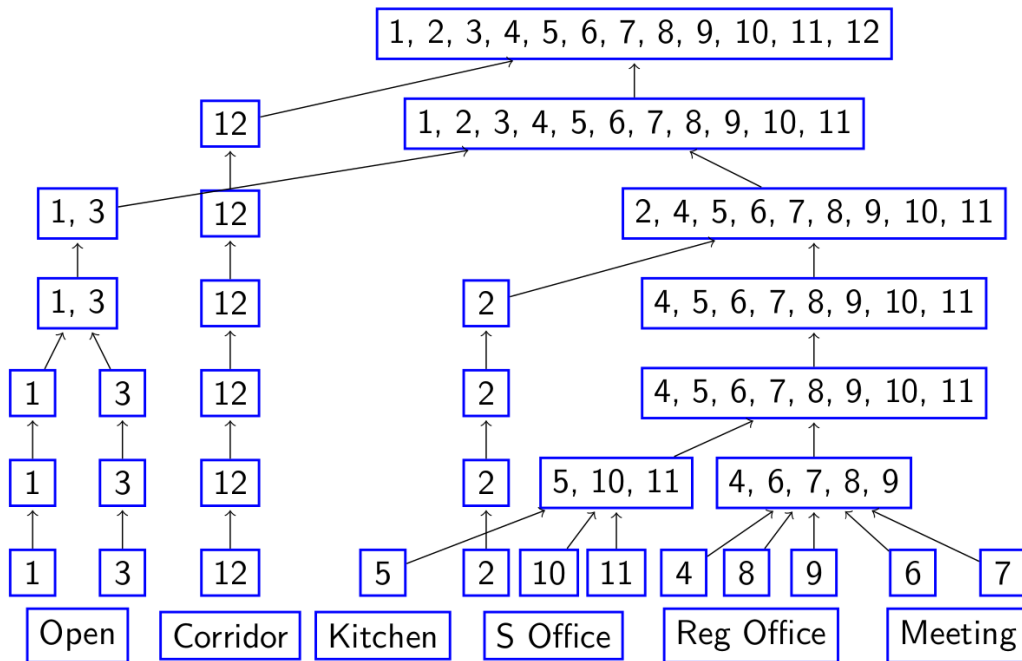 1, 2, 3, 4, 5, 6, 7, 8, 9, 10, 11, 12
12
1, 2, 3, 4, 5, 6, 7, 8, 9, 10, 11
1, 3
12
2, 4, 5, 6, 7, 8, 9, 10, 11
1, 3
12
2
4, 5, 6, 7, 8, 9, 10, 11
1
3
12
2
4, 5, 6, 7, 8, 9, 10, 11
1
3
12
2
5, 10, 11
4, 6, 7, 8, 9
1
3
12
5
2
10
11
4
8
9
6
7
Open
Corridor
Kitchen
S Office
Reg Office
Meeting